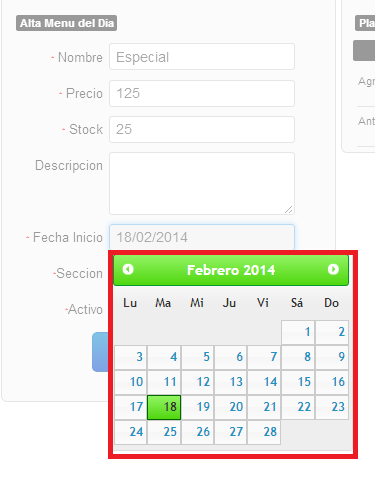 Alta Menu del Dia
Pla
- Nombre Especial
- Precio 125
Agr
- Stock 25
Ant
Descripcion
- Fecha Inicio 18/02/2014
-Seccion
-Activo
Febrero 2014
Lu Ma Mi Ju Vi Sá Do
1 2
3 4 5 6 7 8 9
10 11 12 13 14 15 16
17 18 19 20 21 22 23
24 25 26 27 28